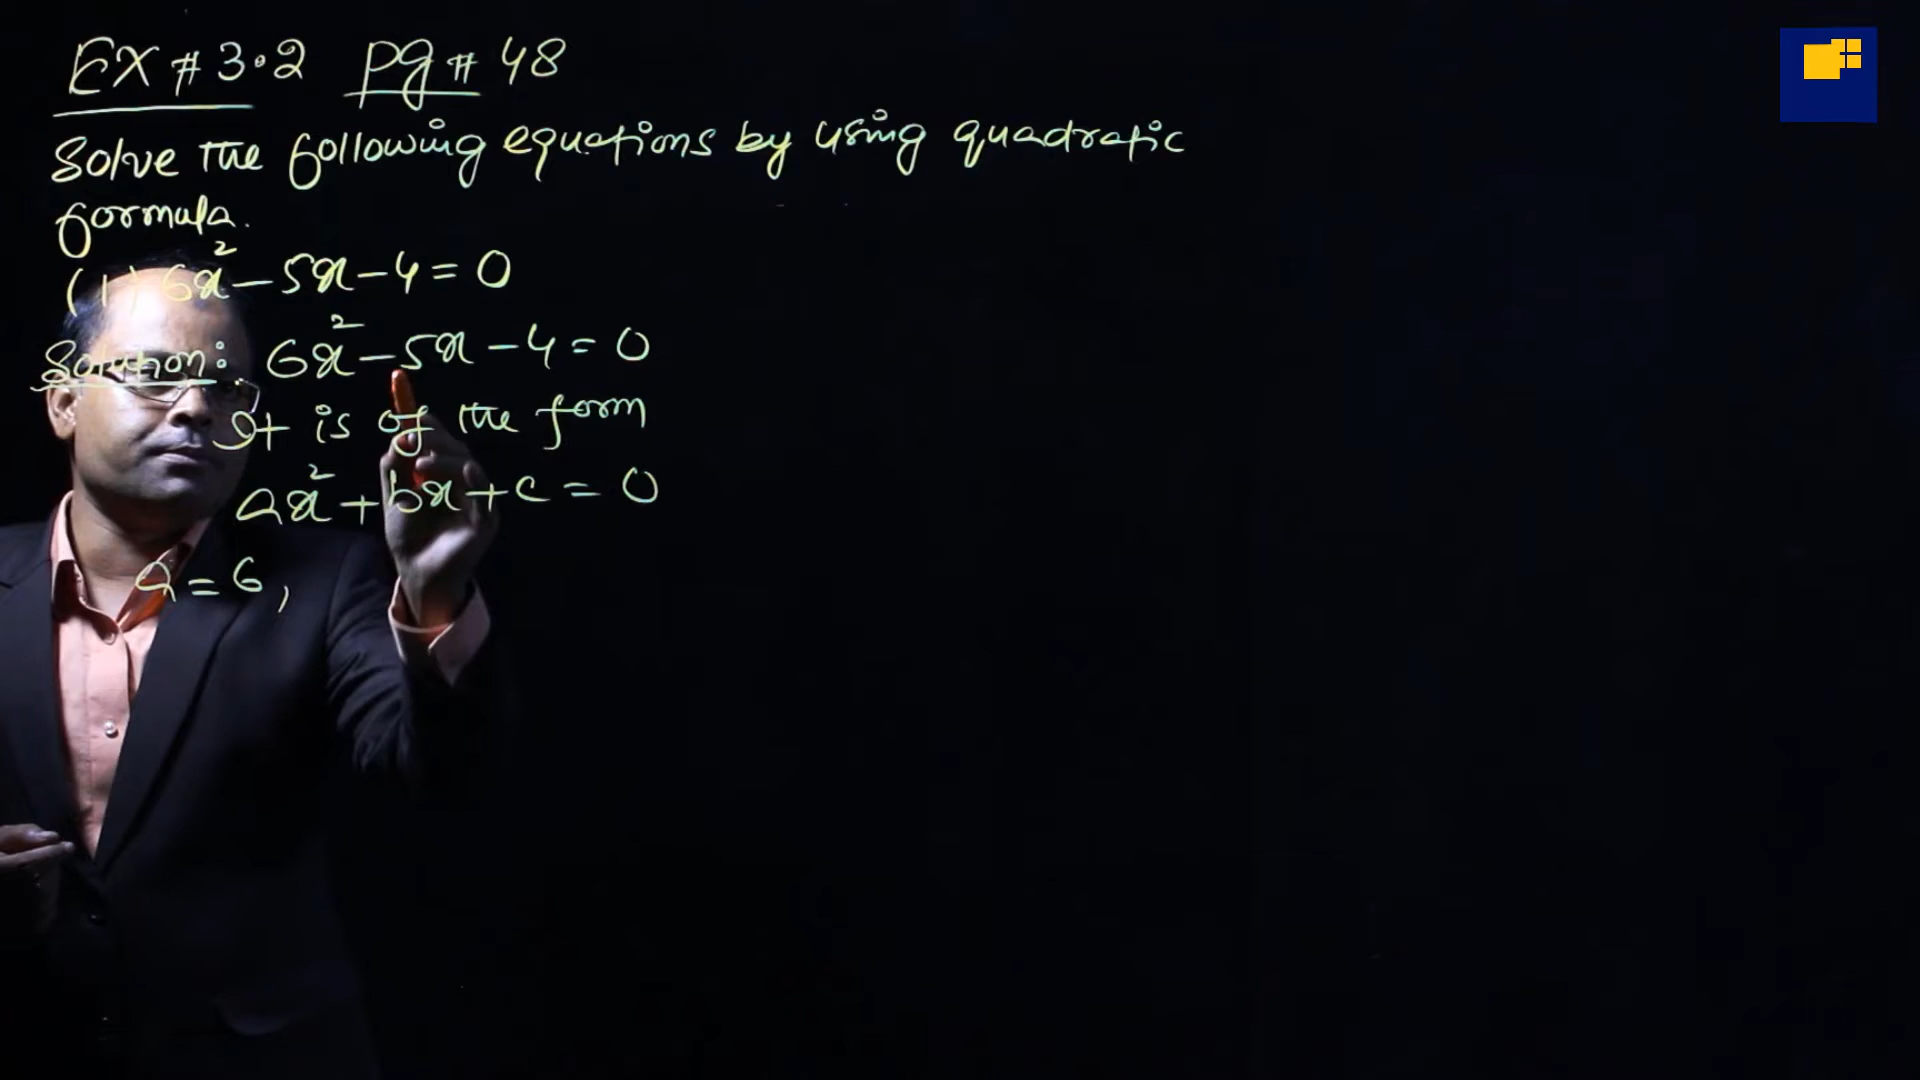 EX # 3.2 Pg # 48
Solve the following equations by using quadratic
formula.
(1) 6x² - 5x - 4 = 0
Solution: 6x² - 5x - 4 = 0
It is of the form
ax² + bx + c = 0
a = 6,